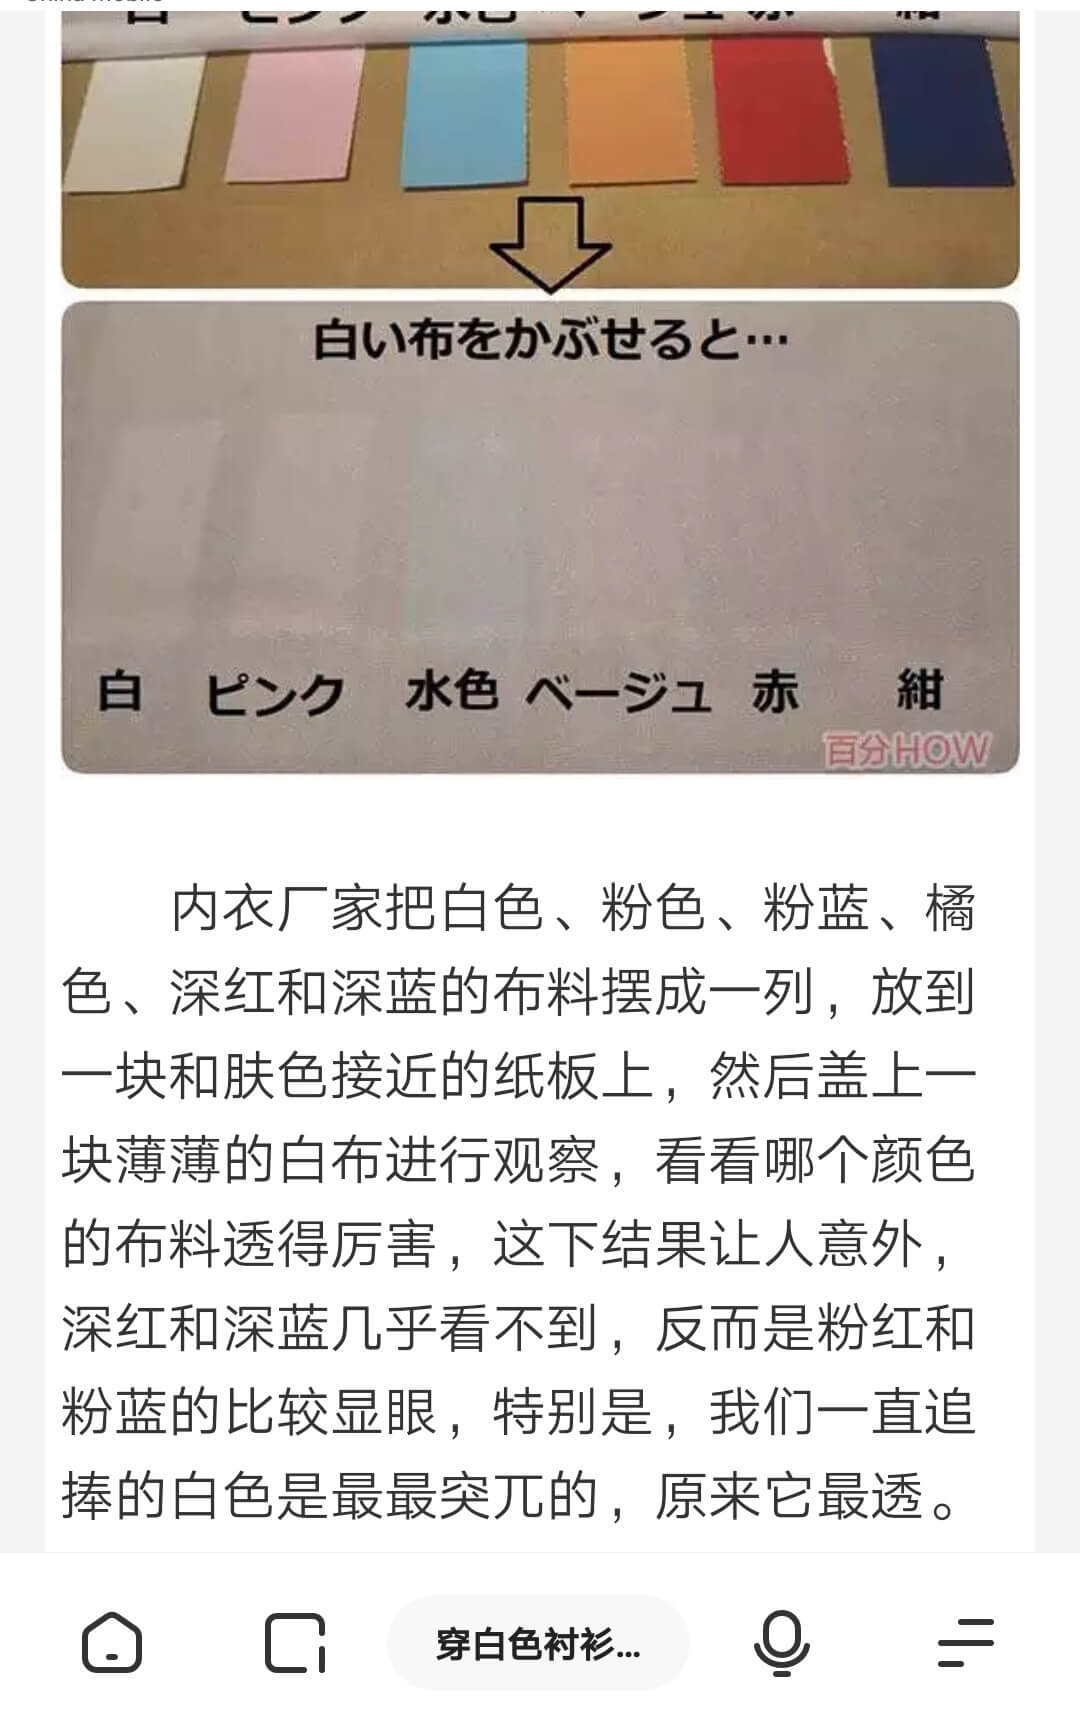 白い布をかぶせると…
白 ピンク 水色 ベージュ 赤 紺
百分HOW
内衣厂家把白色、粉色、粉蓝、橘
色、深红和深蓝的布料摆成一列，放到
一块和肤色接近的纸板上，然后盖上一
块薄薄的白布进行观察，看看哪个颜色
的布料透得厉害，这下结果让人意外，
深红和深蓝几乎看不到，反而是粉红和
粉蓝的比较显眼，特别是，我们一直追
捧的白色是最最突兀的，原来它最透。
穿白色衬衫...